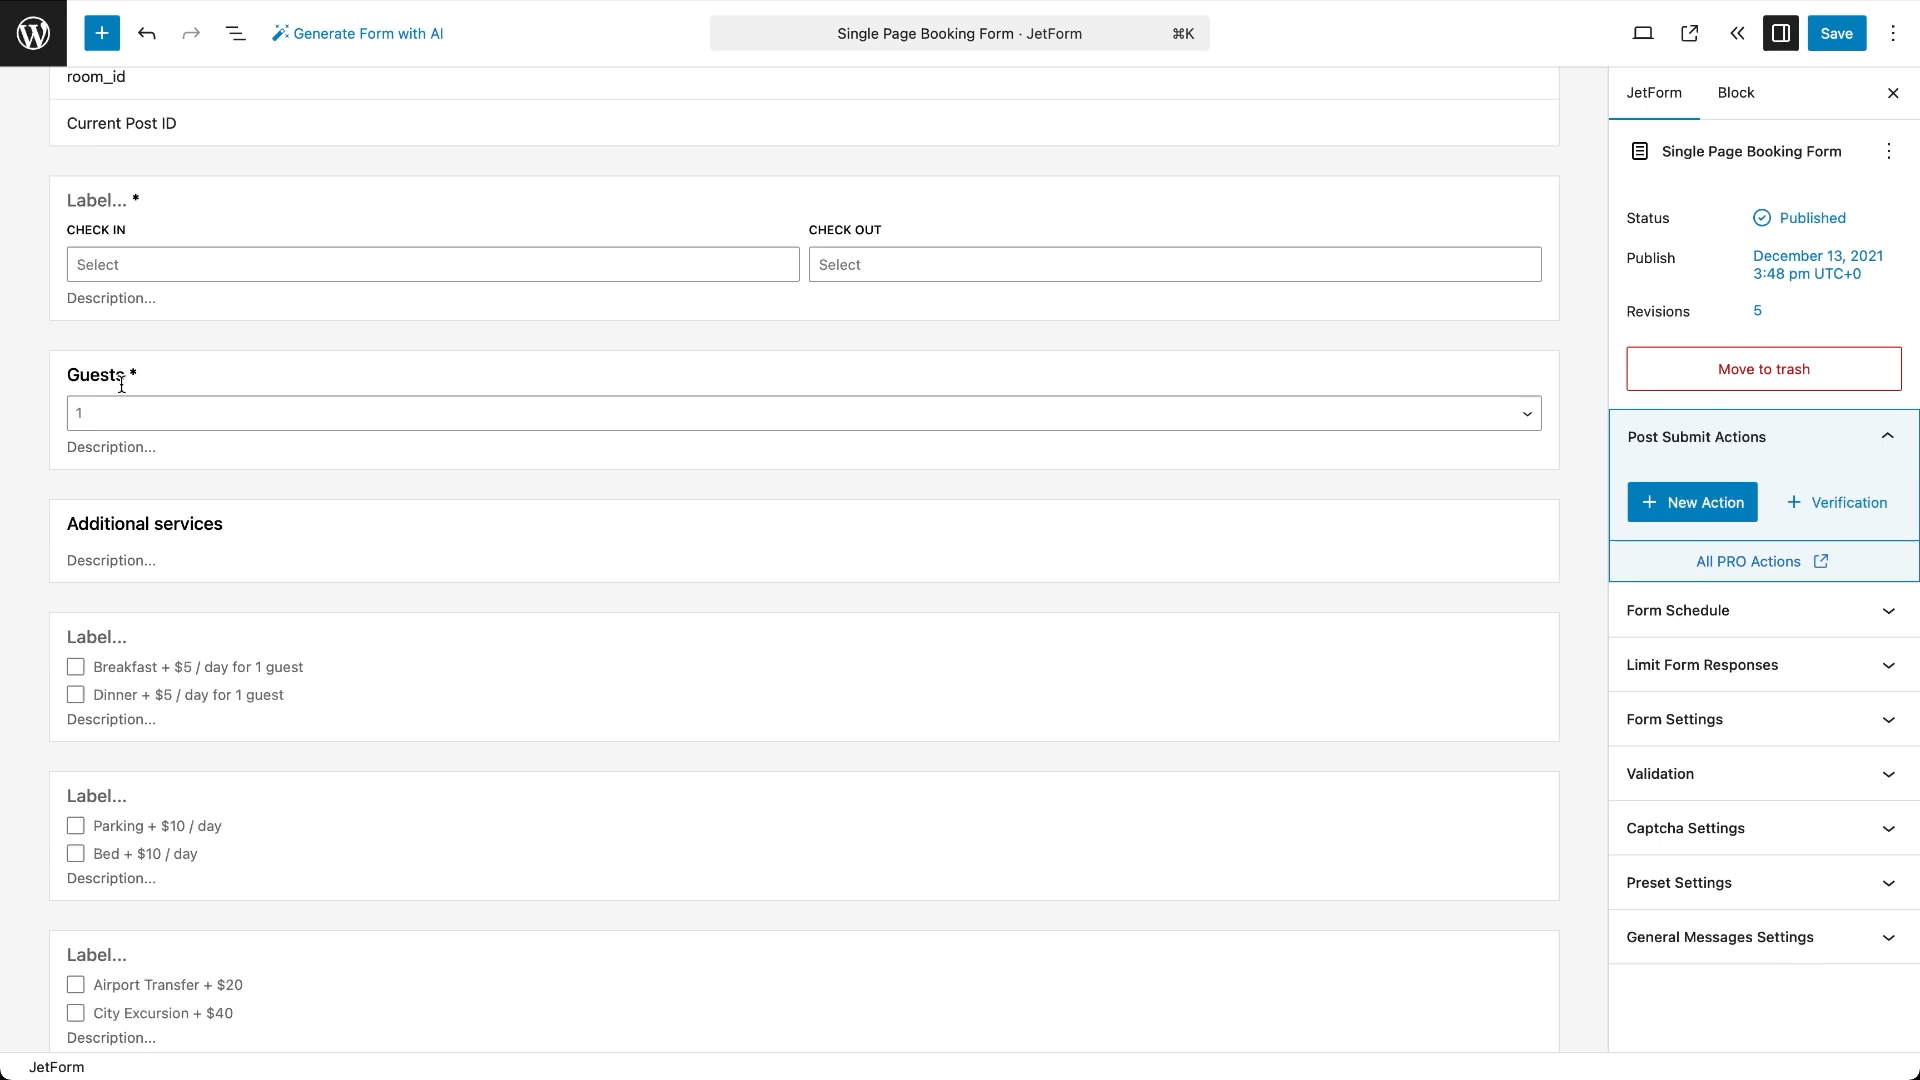 Generate Form with AI
Single Page Booking Form · JetForm ⌘K
Save
room_id
Current Post ID
Label... *
CHECK IN
CHECK OUT
Select
Select
Description...
Guests *
1
Description...
Additional services
Description...
Label...
Breakfast + $5 / day for 1 guest
Dinner + $5 / day for 1 guest
Description...
Label...
Parking + $10 / day
Bed + $10 / day
Description...
Label...
Airport Transfer + $20
City Excursion + $40
Description...
JetForm
JetForm
Block
Single Page Booking Form
Status
Published
Publish
December 13, 2021
3:48 pm UTC+0
Revisions
5
Move to trash
Post Submit Actions
New Action
Verification
All PRO Actions
Form Schedule
Limit Form Responses
Form Settings
Validation
Captcha Settings
Preset Settings
General Messages Settings